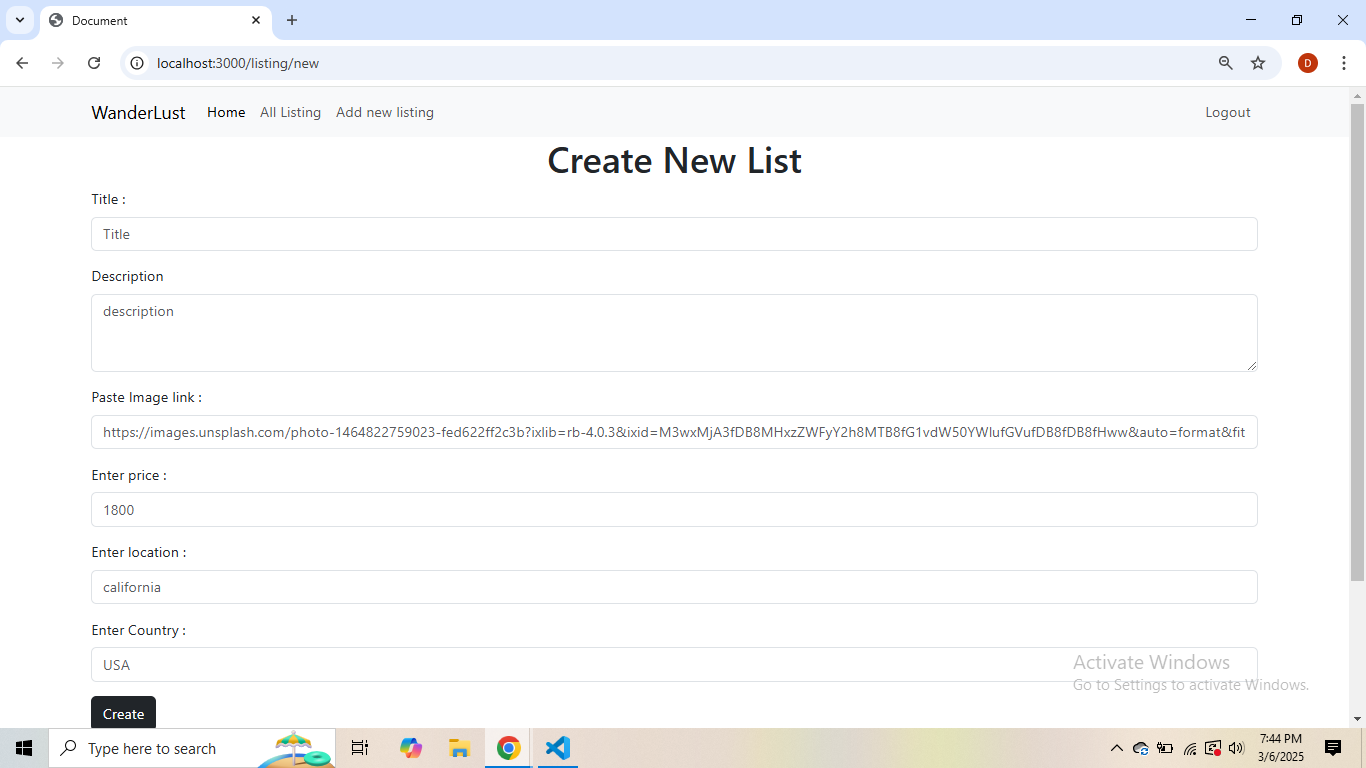 Document
localhost:3000/listing/new
D
WanderLust Home All Listing Add new listing Logout
Create New List
Title :
Title
Description
description
Paste Image link :
https://images.unsplash.com/photo-1464822759023-fed622ff2c3b?ixlib=rb-4.0.3&ixid=M3wxMjA3fDB8MHxzZWFyY2h8MTB8fG1vdW50YWlufGVufDB8fDB8fHww&auto=format&fit
Enter price :
1800
Enter location :
california
Enter Country :
USA
Activate Windows
Go to Settings to activate Windows.
Create
Type here to search
7:44 PM
3/6/2025